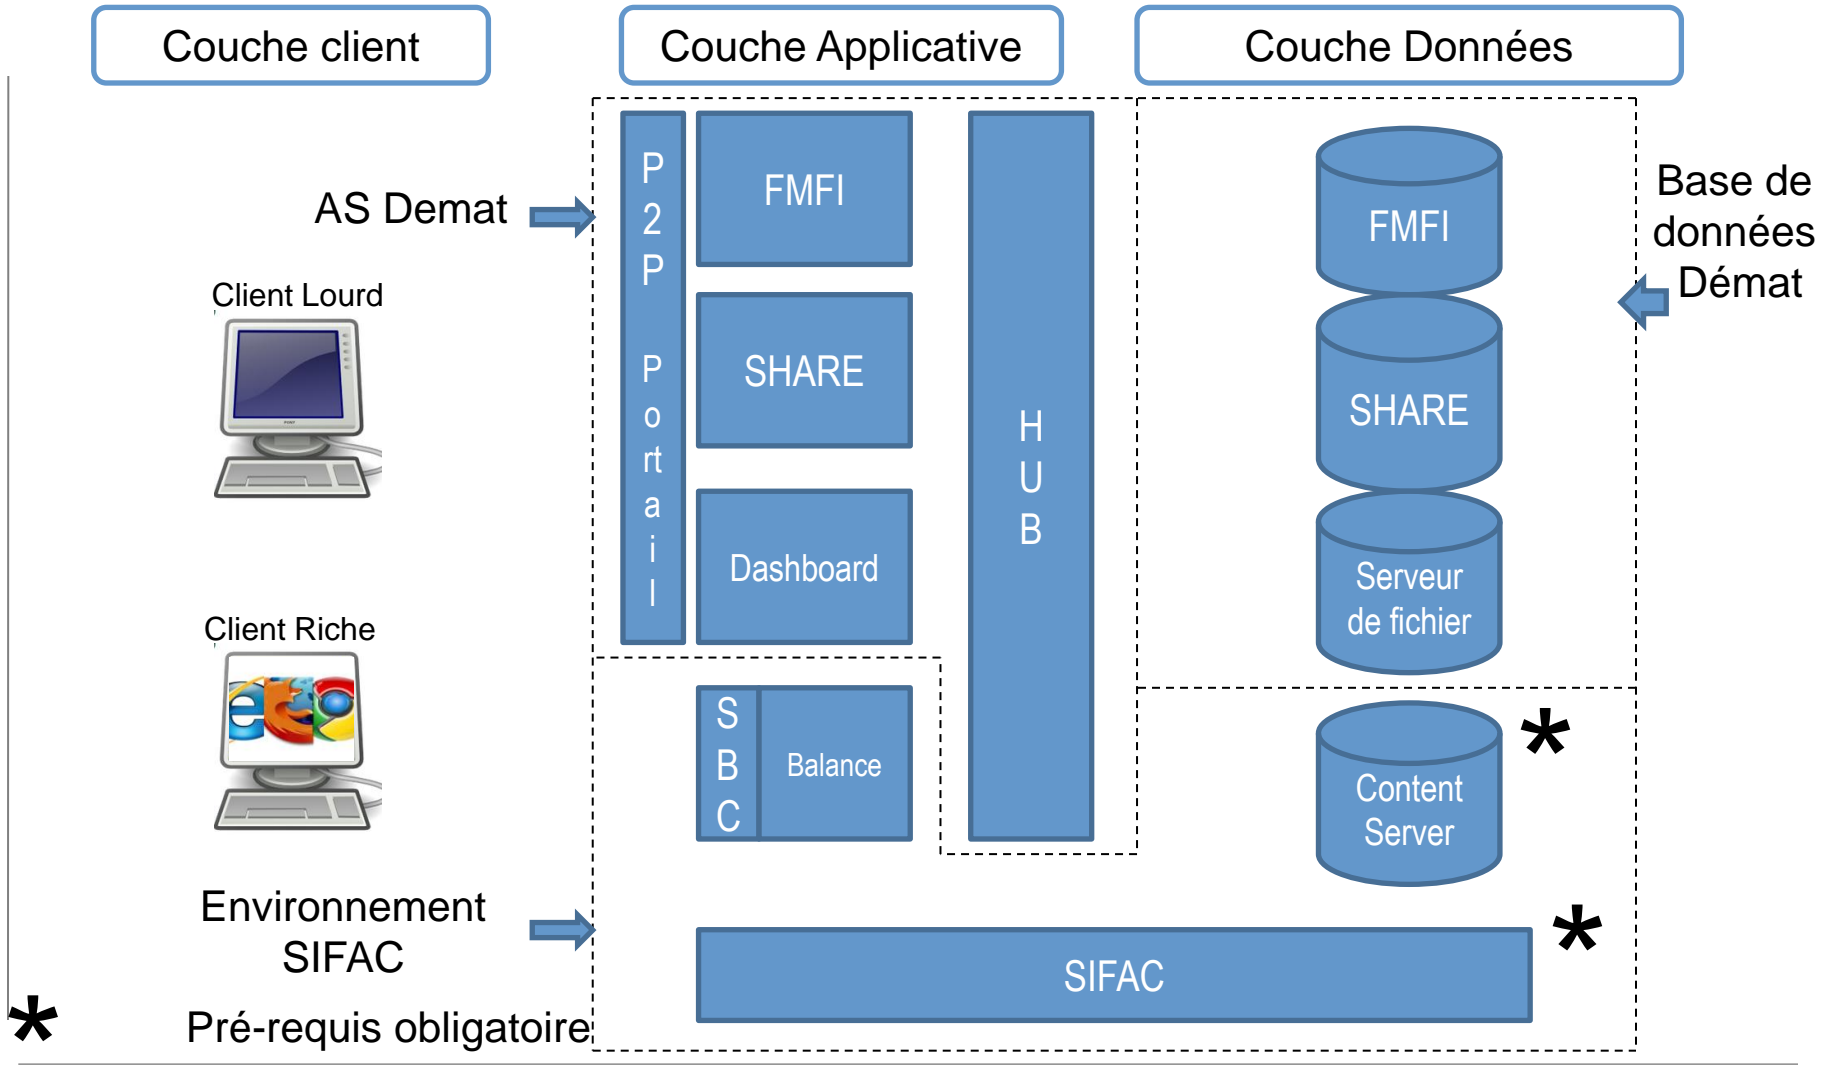 Couche client
Couche Applicative
Couche Données
AS Demat
Client Lourd
Client Riche
Environnement
SIFAC
* Pré-requis obligatoire
P2P Portail
FMFI
SHARE
Dashboard
HUB
SBC
Balance
SIFAC
*
FMFI
SHARE
Serveur
de fichier
Content
Server
*
Base de
données
Démat